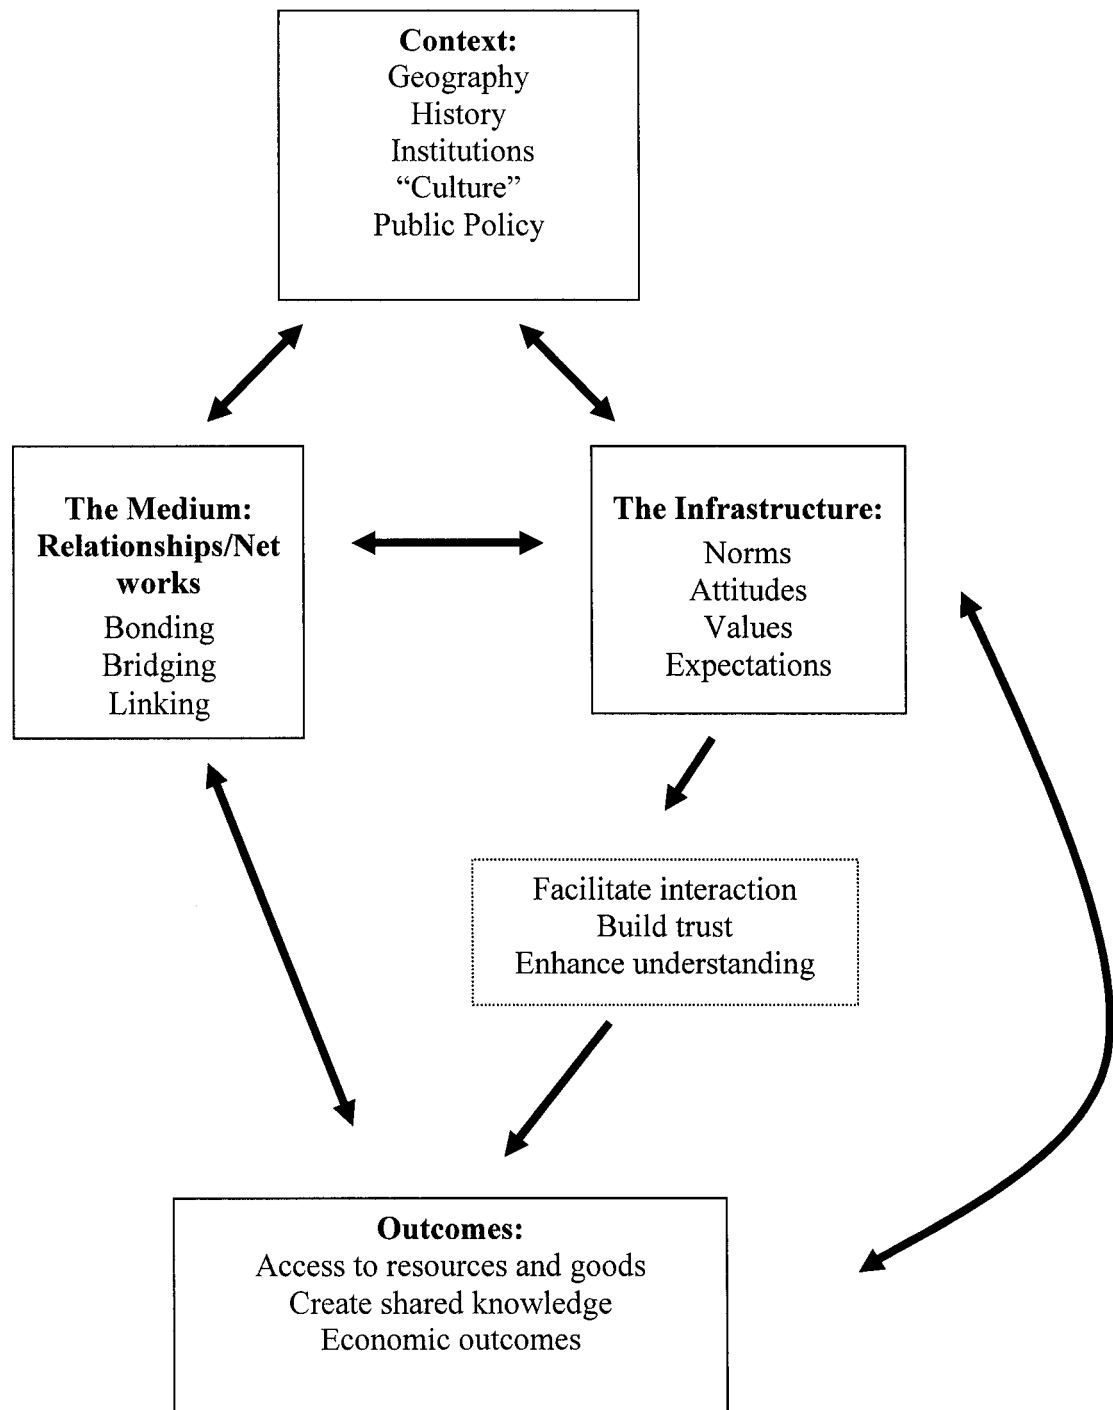 Context:
Geography
History
Institutions
“Culture”
Public Policy
The Medium:
Relationships/Net
works
Bonding
Bridging
Linking
The Infrastructure:
Norms
Attitudes
Values
Expectations
Facilitate interaction
Build trust
Enhance understanding
Outcomes:
Access to resources and goods
Create shared knowledge
Economic outcomes